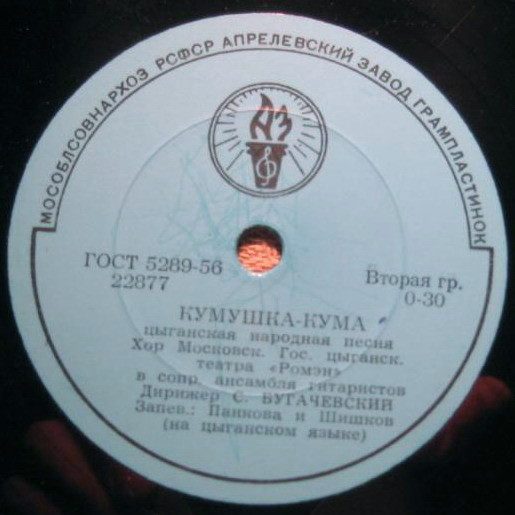 МОСОБЛСОВНАРХОЗ РСФСР АПРЕЛЕВСКИЙ ЗАВОД ГРАМПЛАСТИНОК
АЗ
ГОСТ 5289-56
22877
Вторая гр.
0-30
КУМУШКА-КУМА
цыганская народная песня
Хор Московск. Гос. цыганск.
театра «Ромэн»
в сопр. ансамбля гитаристов
Дирижер С. БУГАЧЕВСКИЙ
Запев.: Панкова и Шишков
(на цыганском языке)